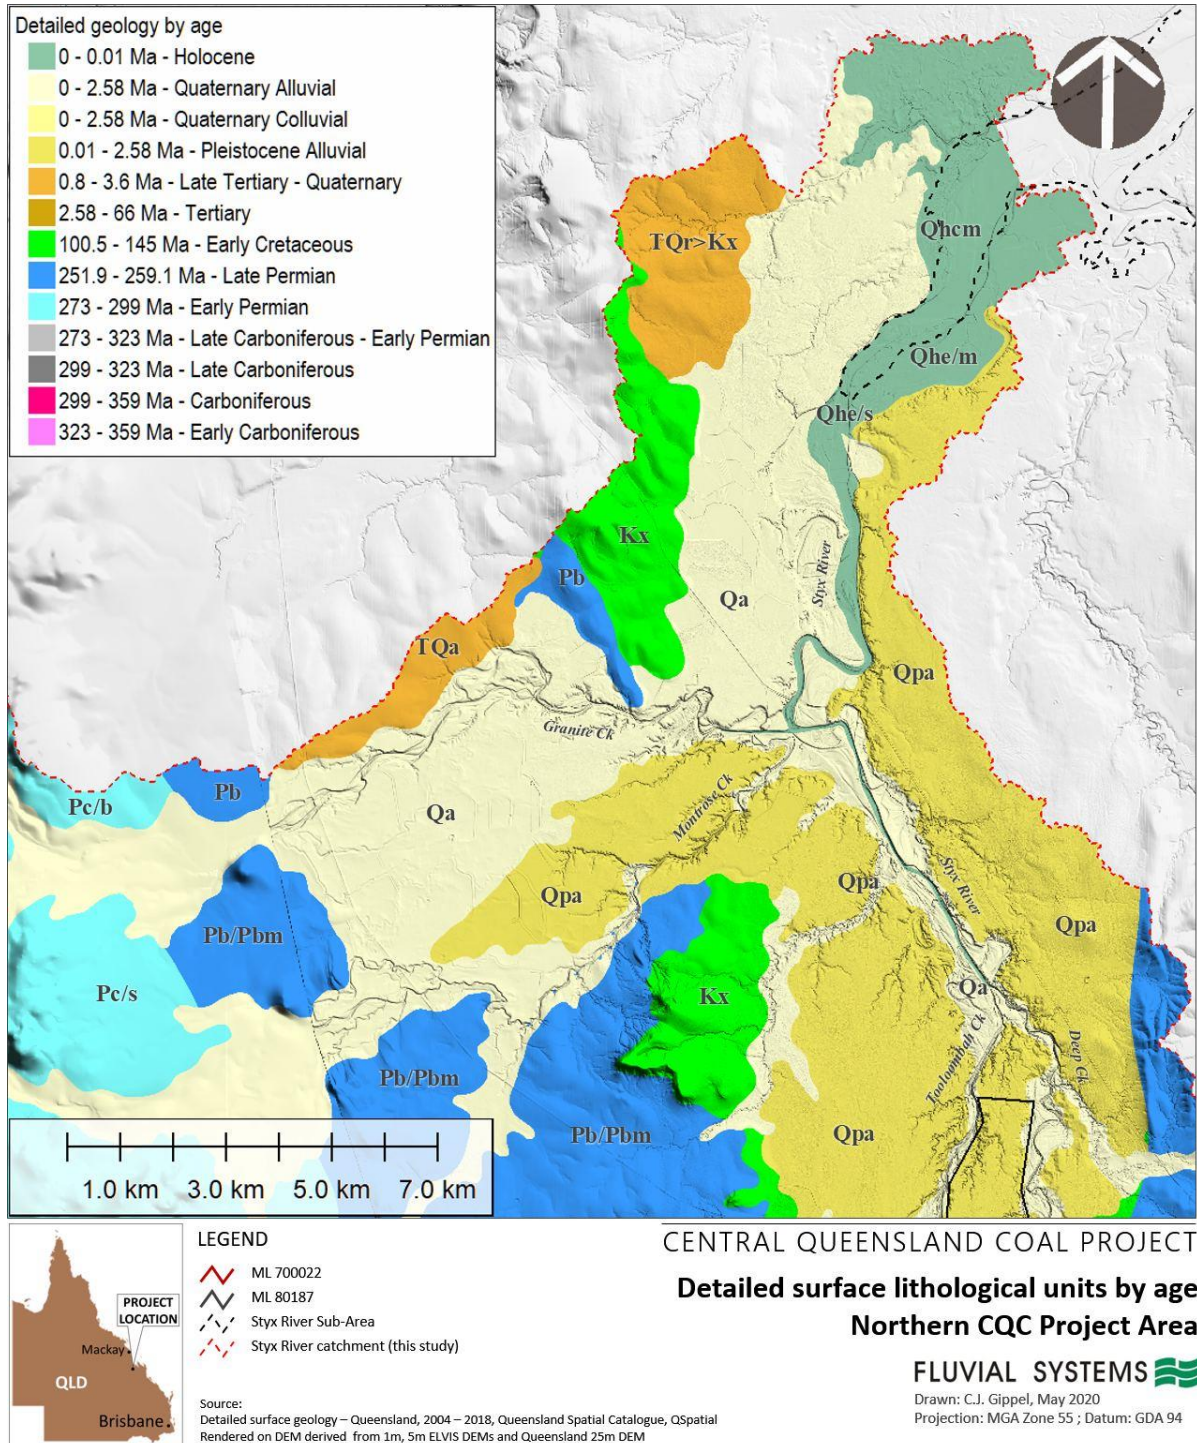 Detailed geology by age
0 - 0.01 Ma - Holocene
0 - 2.58 Ma - Quaternary Alluvial
0 - 2.58 Ma - Quaternary Colluvial
0.01 - 2.58 Ma - Pleistocene Alluvial
0.8 - 3.6 Ma - Late Tertiary - Quaternary
2.58 - 66 Ma - Tertiary
100.5 - 145 Ma - Early Cretaceous
251.9 - 259.1 Ma - Late Permian
273 - 299 Ma - Early Permian
273 - 323 Ma - Late Carboniferous - Early Permian
299 - 323 Ma - Late Carboniferous
299 - 359 Ma - Carboniferous
323 - 359 Ma - Early Carboniferous
TQr>Kx
Qhcm
Qhe/m
Qhe/s
Kx
Pb
Qa
Styx River
TQa
Qpa
Granite Ck
Pc/b
Pb
Qa
Montrose Ck
Qpa
Qpa
Styx River
Qpa
Pb/Pbm
Pc/s
Kx
Qa
Tooloombah Ck
Deep Ck
Pb/Pbm
Pb/Pbm
Qpa
1.0 km 3.0 km 5.0 km 7.0 km
PROJECT
LOCATION
Mackay
QLD
Brisbane
LEGEND
ML 700022
ML 80187
Styx River Sub-Area
Styx River catchment (this study)
Source:
Detailed surface geology – Queensland, 2004 – 2018, Queensland Spatial Catalogue, QSpatial
Rendered on DEM derived from 1m, 5m ELVIS DEMs and Queensland 25m DEM
CENTRAL QUEENSLAND COAL PROJECT
Detailed surface lithological units by age
Northern CQC Project Area
FLUVIAL SYSTEMS
Drawn: C.J. Gippel, May 2020
Projection: MGA Zone 55 ; Datum: GDA 94